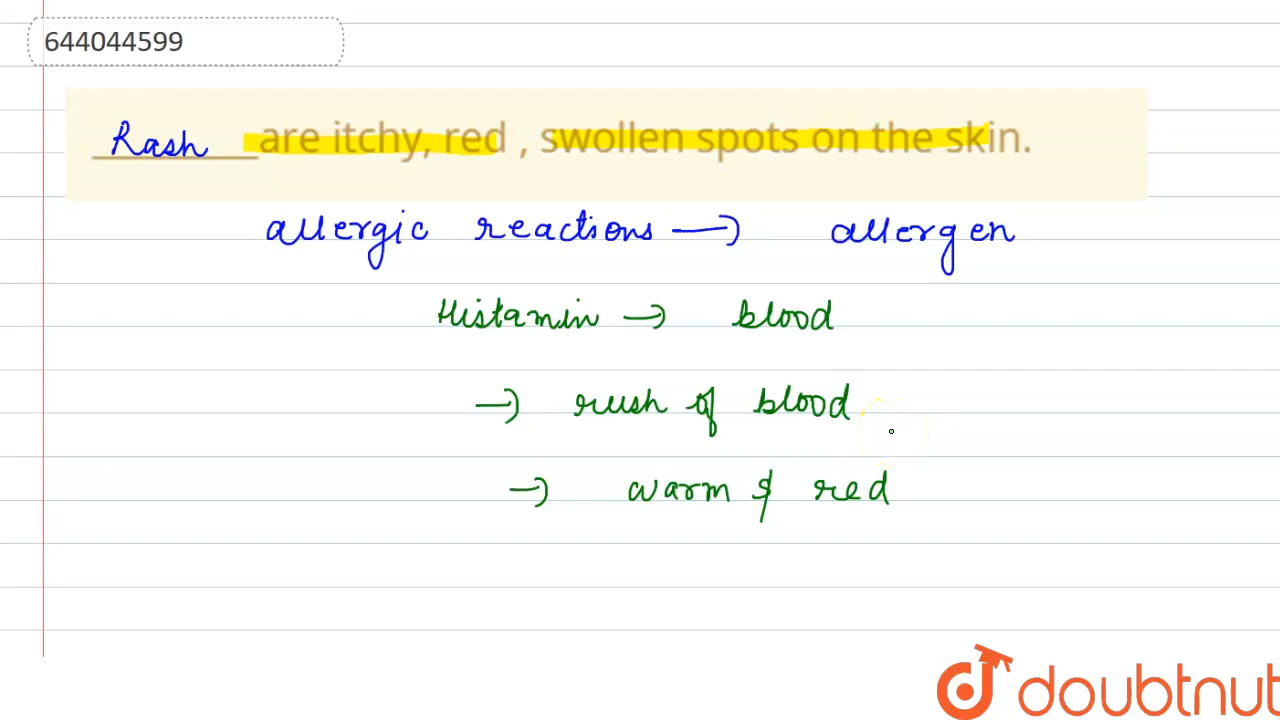 644044599
Rash are itchy, red , swollen spots on the skin.
allergic reactions → allergen
Histamin → blood
→ rush of blood
→ warm & red
doubtnut